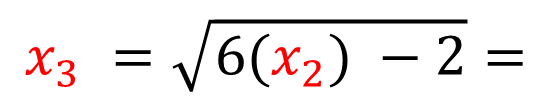 x₃ = √(6(x₂) − 2) =